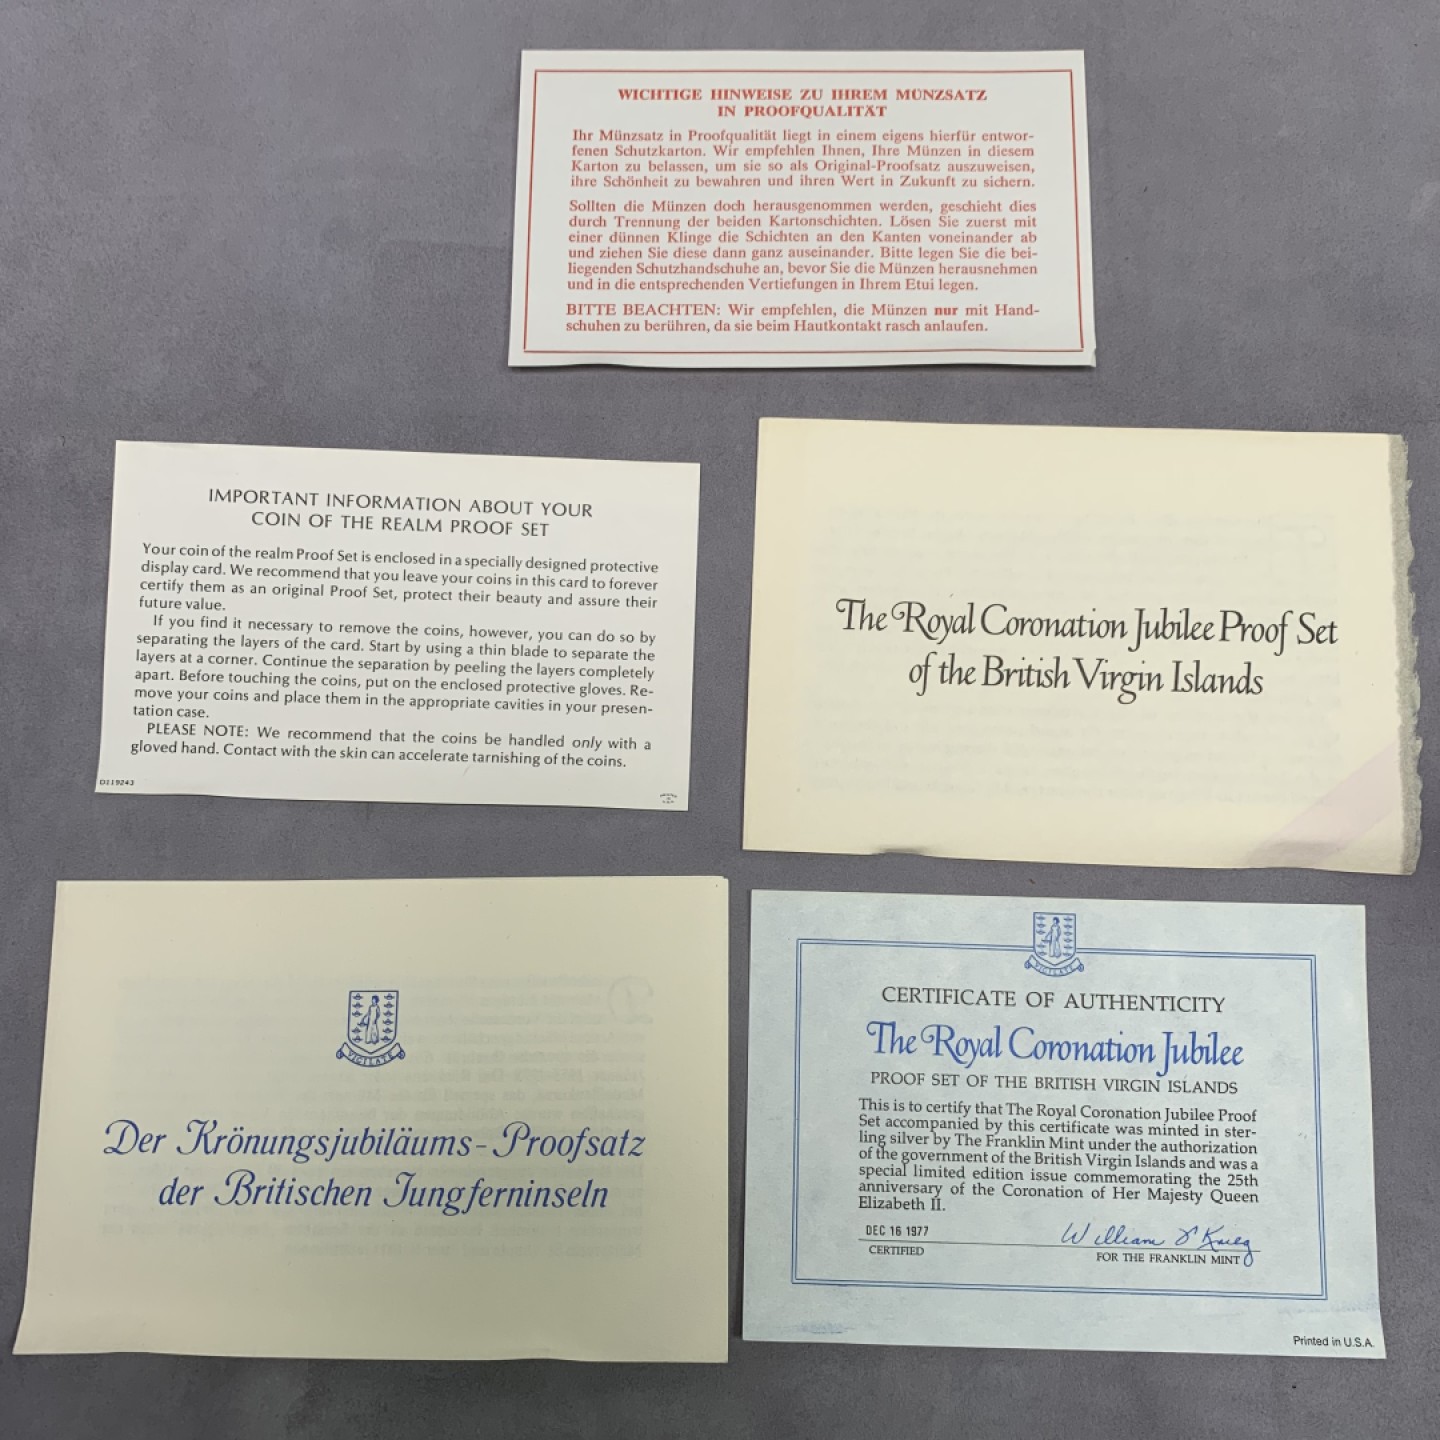 WICHTIGE HINWEISE ZU IHREM MÜNZSATZ
IN PROOFQUALITÄT
Ihr Münzsatz in Proofqualität liegt in einem eigens hierfür entwor-
fenen Schutzkarton. Wir empfehlen Ihnen, Ihre Münzen in diesem
Karton zu belassen, um sie so als Original-Proofsatz auszuweisen,
ihre Schönheit zu bewahren und ihren Wert in Zukunft zu sichern.
Sollten die Münzen doch herausgenommen werden, geschieht dies
durch Trennung der beiden Kartonschichten. Lösen Sie zuerst mit
einer dünnen Klinge die Schichten an den Kanten voneinander ab
und ziehen Sie diese dann ganz auseinander. Bitte legen Sie die bei-
liegenden Schutzhandschuhe an, bevor Sie die Münzen herausnehmen
und in die entsprechenden Vertiefungen in Ihrem Etui legen.
BITTE BEACHTEN: Wir empfehlen, die Münzen nur mit Hand-
schuhen zu berühren, da sie beim Hautkontakt rasch anlaufen.
IMPORTANT INFORMATION ABOUT YOUR
COIN OF THE REALM PROOF SET
Your coin of the realm Proof Set is enclosed in a specially designed protective
display card. We recommend that you leave your coins in this card to forever
certify them as an original Proof Set, protect their beauty and assure their
future value.
If you find it necessary to remove the coins, however, you can do so by
separating the layers of the card. Start by using a thin blade to separate the
layers at a corner. Continue the separation by peeling the layers completely
apart. Before touching the coins, put on the enclosed protective gloves. Re-
move your coins and place them in the appropriate cavities in your presen-
tation case.
PLEASE NOTE: We recommend that the coins be handled only with a
gloved hand. Contact with the skin can accelerate tarnishing of the coins.
D119243
The Royal Coronation Jubilee Proof Set
of the British Virgin Islands
VIGILATE
Der Krönungsjubiläums-Proofsatz
der Britischen Jungferninseln
VIGILATE
CERTIFICATE OF AUTHENTICITY
The Royal Coronation Jubilee
PROOF SET OF THE BRITISH VIRGIN ISLANDS
This is to certify that The Royal Coronation Jubilee Proof
Set accompanied by this certificate was minted in ster-
ling silver by The Franklin Mint under the authorization
of the government of the British Virgin Islands and was a
special limited edition issue commemorating the 25th
anniversary of the Coronation of Her Majesty Queen
Elizabeth II.
DEC 16 1977
CERTIFIED
FOR THE FRANKLIN MINT
Printed in U.S.A.